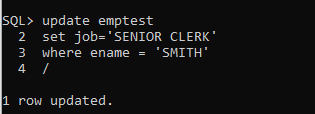 SQL> update emptest
2 set job='SENIOR CLERK'
3 where ename = 'SMITH'
4 /
1 row updated.